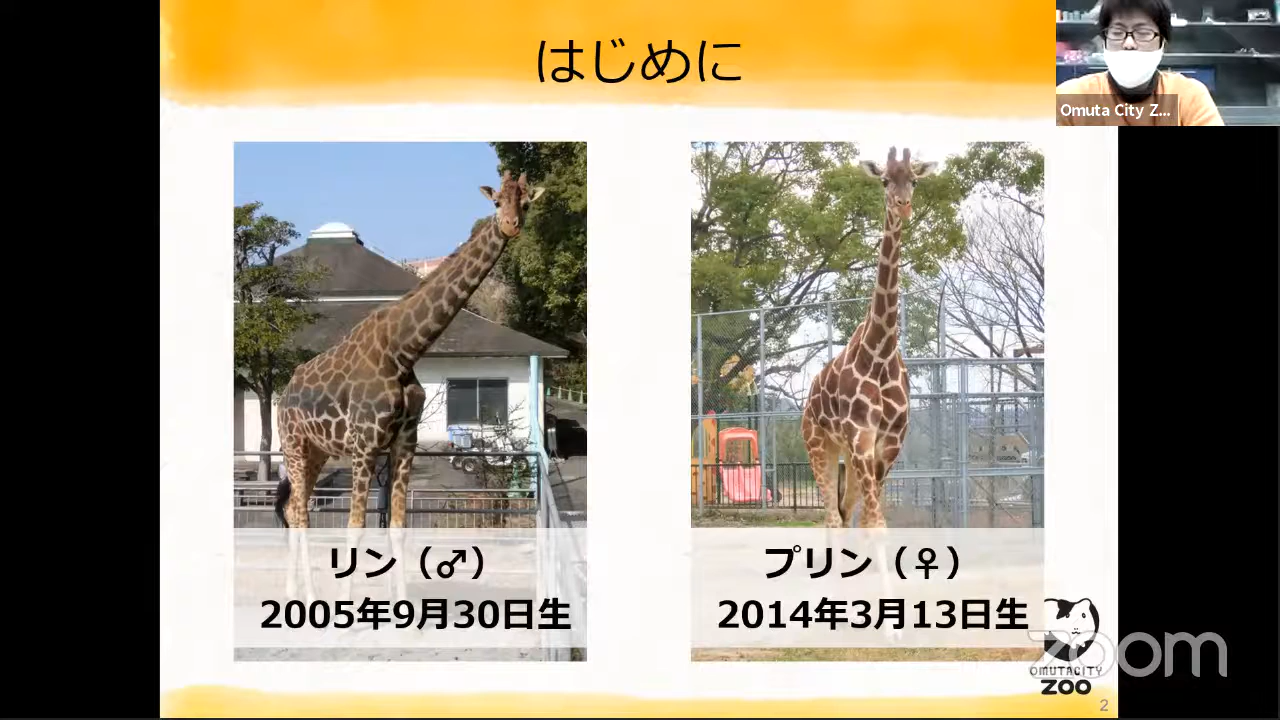 はじめに
Omuta City Z...
リン（♂）
2005年9月30日生
プリン（♀）
2014年3月13日生
zoom
OMUTACITY
ZOO
2